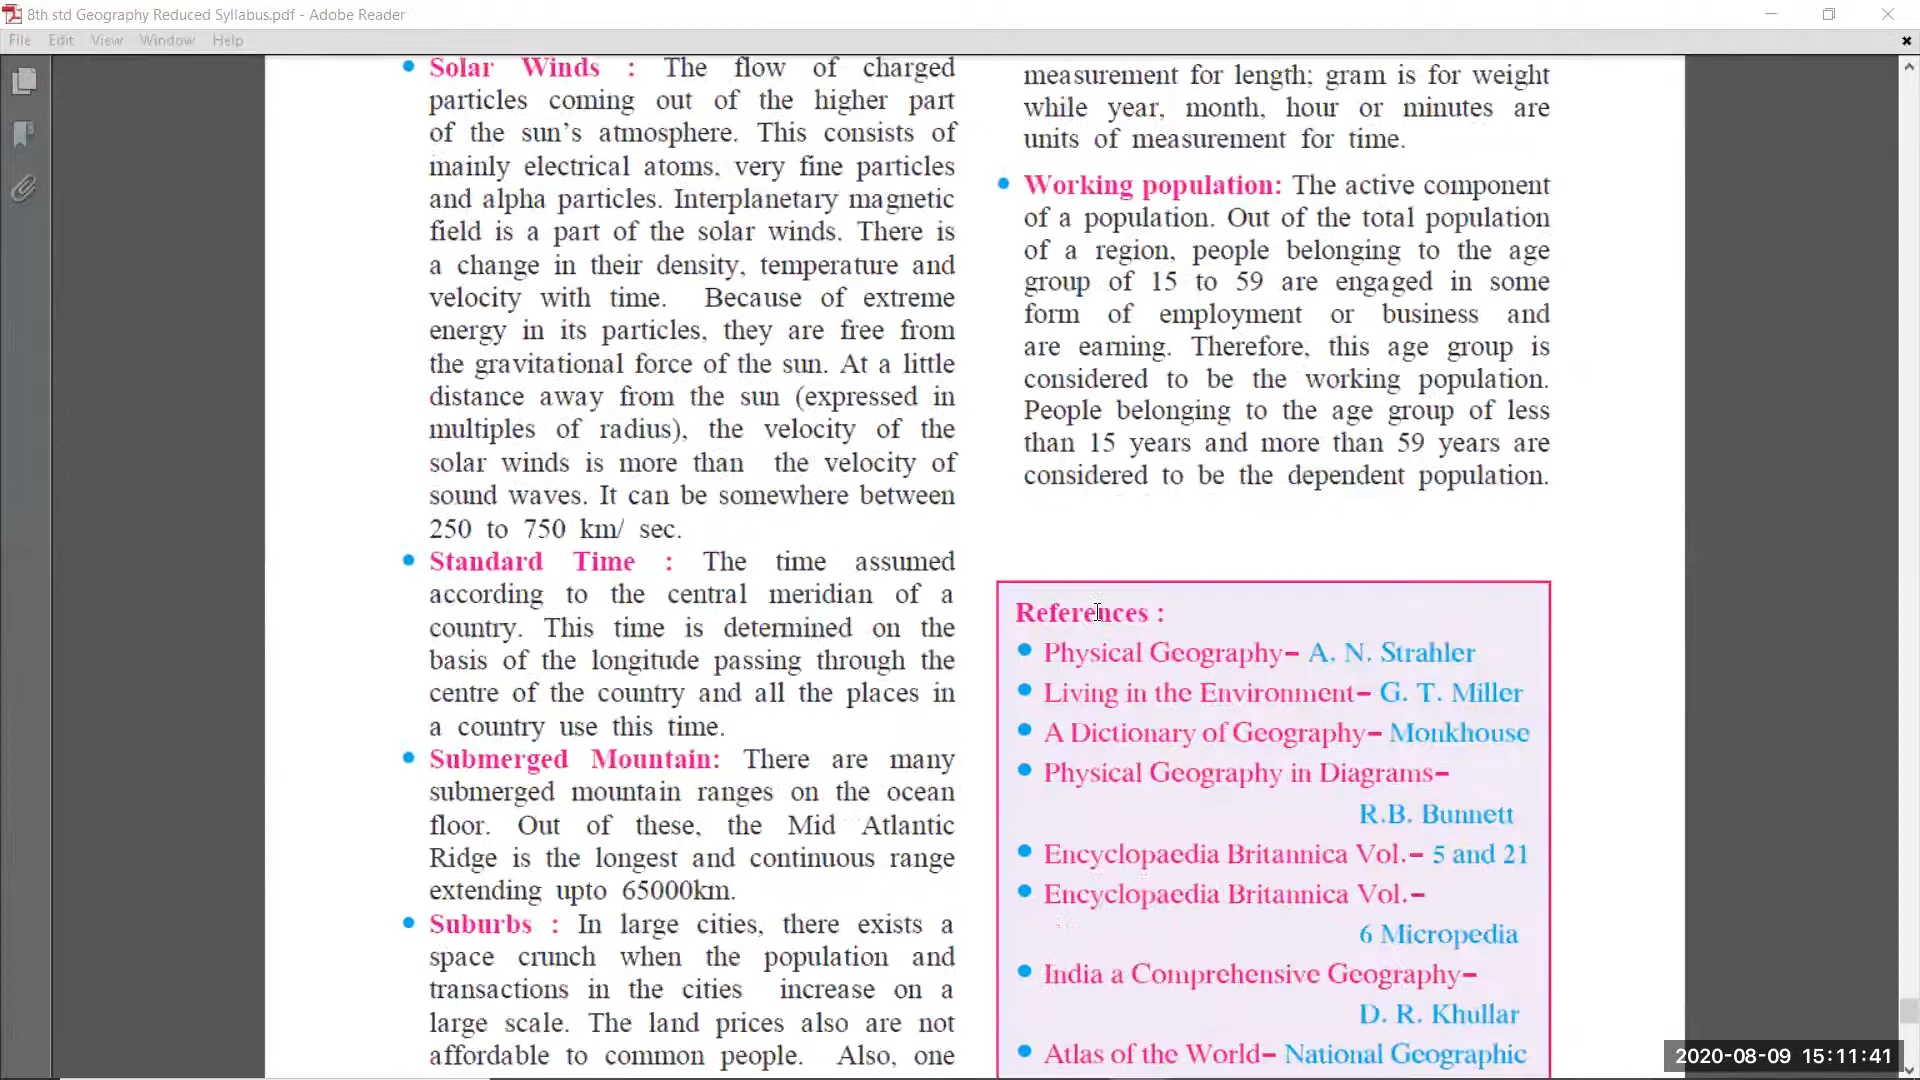 8th std Geography Reduced Syllabus.pdf - Adobe Reader
File Edit View Window Help
Solar Winds : The flow of charged
particles coming out of the higher part
of the sun's atmosphere. This consists of
mainly electrical atoms, very fine particles
and alpha particles. Interplanetary magnetic
field is a part of the solar winds. There is
a change in their density, temperature and
velocity with time. Because of extreme
energy in its particles, they are free from
the gravitational force of the sun. At a little
distance away from the sun (expressed in
multiples of radius), the velocity of the
solar winds is more than the velocity of
sound waves. It can be somewhere between
250 to 750 km/ sec.
Standard Time : The time assumed
according to the central meridian of a
country. This time is determined on the
basis of the longitude passing through the
centre of the country and all the places in
a country use this time.
Submerged Mountain: There are many
submerged mountain ranges on the ocean
floor. Out of these, the Mid Atlantic
Ridge is the longest and continuous range
extending upto 65000km.
Suburbs : In large cities, there exists a
space crunch when the population and
transactions in the cities increase on a
large scale. The land prices also are not
affordable to common people. Also, one
measurement for length; gram is for weight
while year, month, hour or minutes are
units of measurement for time.
Working population: The active component
of a population. Out of the total population
of a region, people belonging to the age
group of 15 to 59 are engaged in some
form of employment or business and
are earning. Therefore, this age group is
considered to be the working population.
People belonging to the age group of less
than 15 years and more than 59 years are
considered to be the dependent population.
References :
Physical Geography– A. N. Strahler
Living in the Environment– G. T. Miller
A Dictionary of Geography– Monkhouse
Physical Geography in Diagrams–
R.B. Bunnett
Encyclopaedia Britannica Vol.– 5 and 21
Encyclopaedia Britannica Vol.–
6 Micropedia
India a Comprehensive Geography–
D. R. Khullar
Atlas of the World– National Geographic
2020-08-09 15:11:41